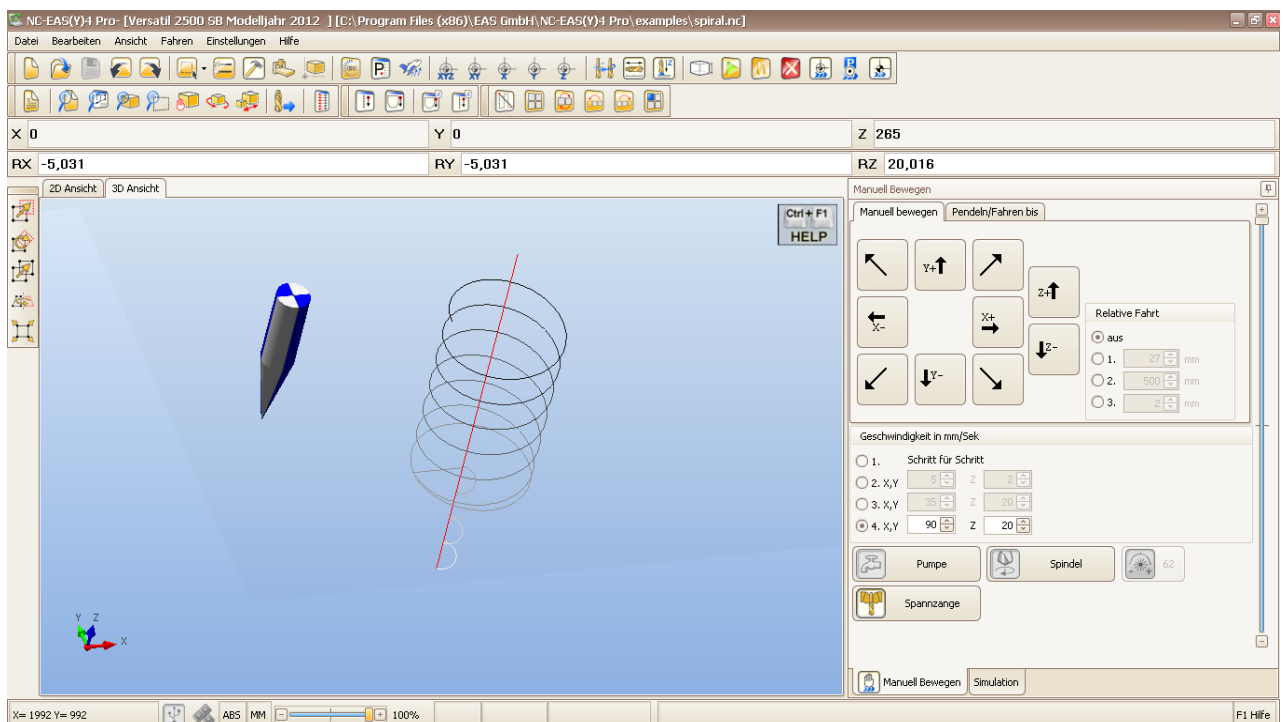 NC-EAS(Y)4 Pro- [Versatil 2500 SB Modelljahr 2012 ] [C:\Program Files (x86)\EAS GmbH\NC-EAS(Y)4 Pro\examples\spiral.nc]
Datei Bearbeiten Ansicht Fahren Einstellungen Hilfe
XYZ XY X Y Z
X 0 Y 0 Z 265
RX -5,031 RY -5,031 RZ 20,016
2D Ansicht 3D Ansicht
Ctrl + F1
HELP
Y Z
X
Manuell Bewegen
Manuell bewegen Pendeln/Fahren bis
Y+
Z+
X- X+
Z-
Y-
Relative Fahrt
aus
1. 27 mm
2. 500 mm
3. 2 mm
Geschwindigkeit in mm/Sek
1. Schritt für Schritt
2. X,Y 5 Z 2
3. X,Y 35 Z 20
4. X,Y 90 Z 20
Pumpe Spindel 62
Spannzange
Manuell Bewegen Simulation
X= 1992 Y= 992 ABS MM 100% F1 Hilfe